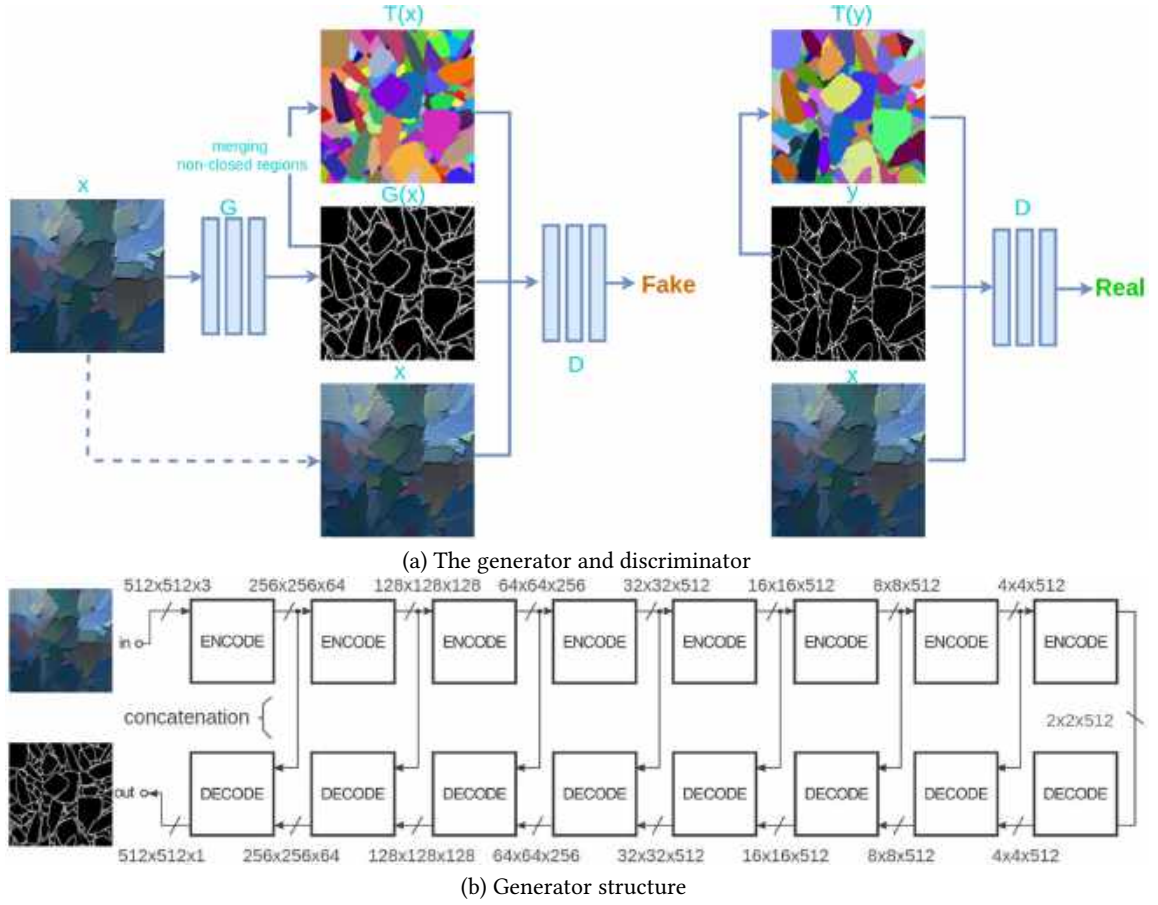 T(x)
T(y)
merging
non-closed regions
x
G
G(x)
y
D
Fake
Real
D
x
x
(a) The generator and discriminator
512x512x3
256x256x64
128x128x128
64x64x256
32x32x512
16x16x512
8x8x512
4x4x512
in
ENCODE
ENCODE
ENCODE
ENCODE
ENCODE
ENCODE
ENCODE
ENCODE
concatenation
2x2x512
out
DECODE
DECODE
DECODE
DECODE
DECODE
DECODE
DECODE
DECODE
512x512x1
256x256x64
128x128x128
64x64x256
32x32x512
16x16x512
8x8x512
4x4x512
(b) Generator structure